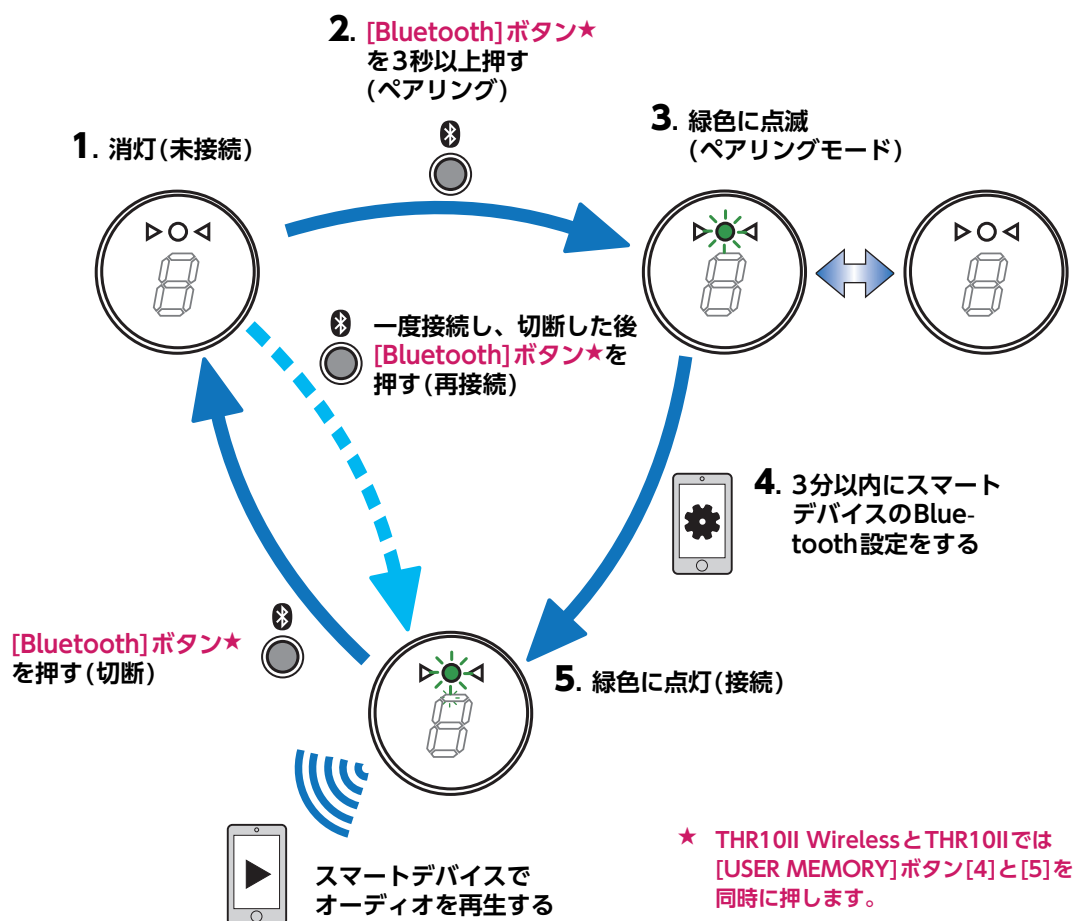 2. [Bluetooth]ボタン★
を3秒以上押す
(ペアリング)
1. 消灯(未接続)
3. 緑色に点滅
(ペアリングモード)
一度接続し、切断した後
[Bluetooth]ボタン★を
押す(再接続)
4. 3分以内にスマート
デバイスのBlue-
tooth設定をする
[Bluetooth]ボタン★
を押す(切断)
5. 緑色に点灯(接続)
スマートデバイスで
オーディオを再生する
★ THR10II WirelessとTHR10IIでは
[USER MEMORY]ボタン[4]と[5]を
同時に押します。